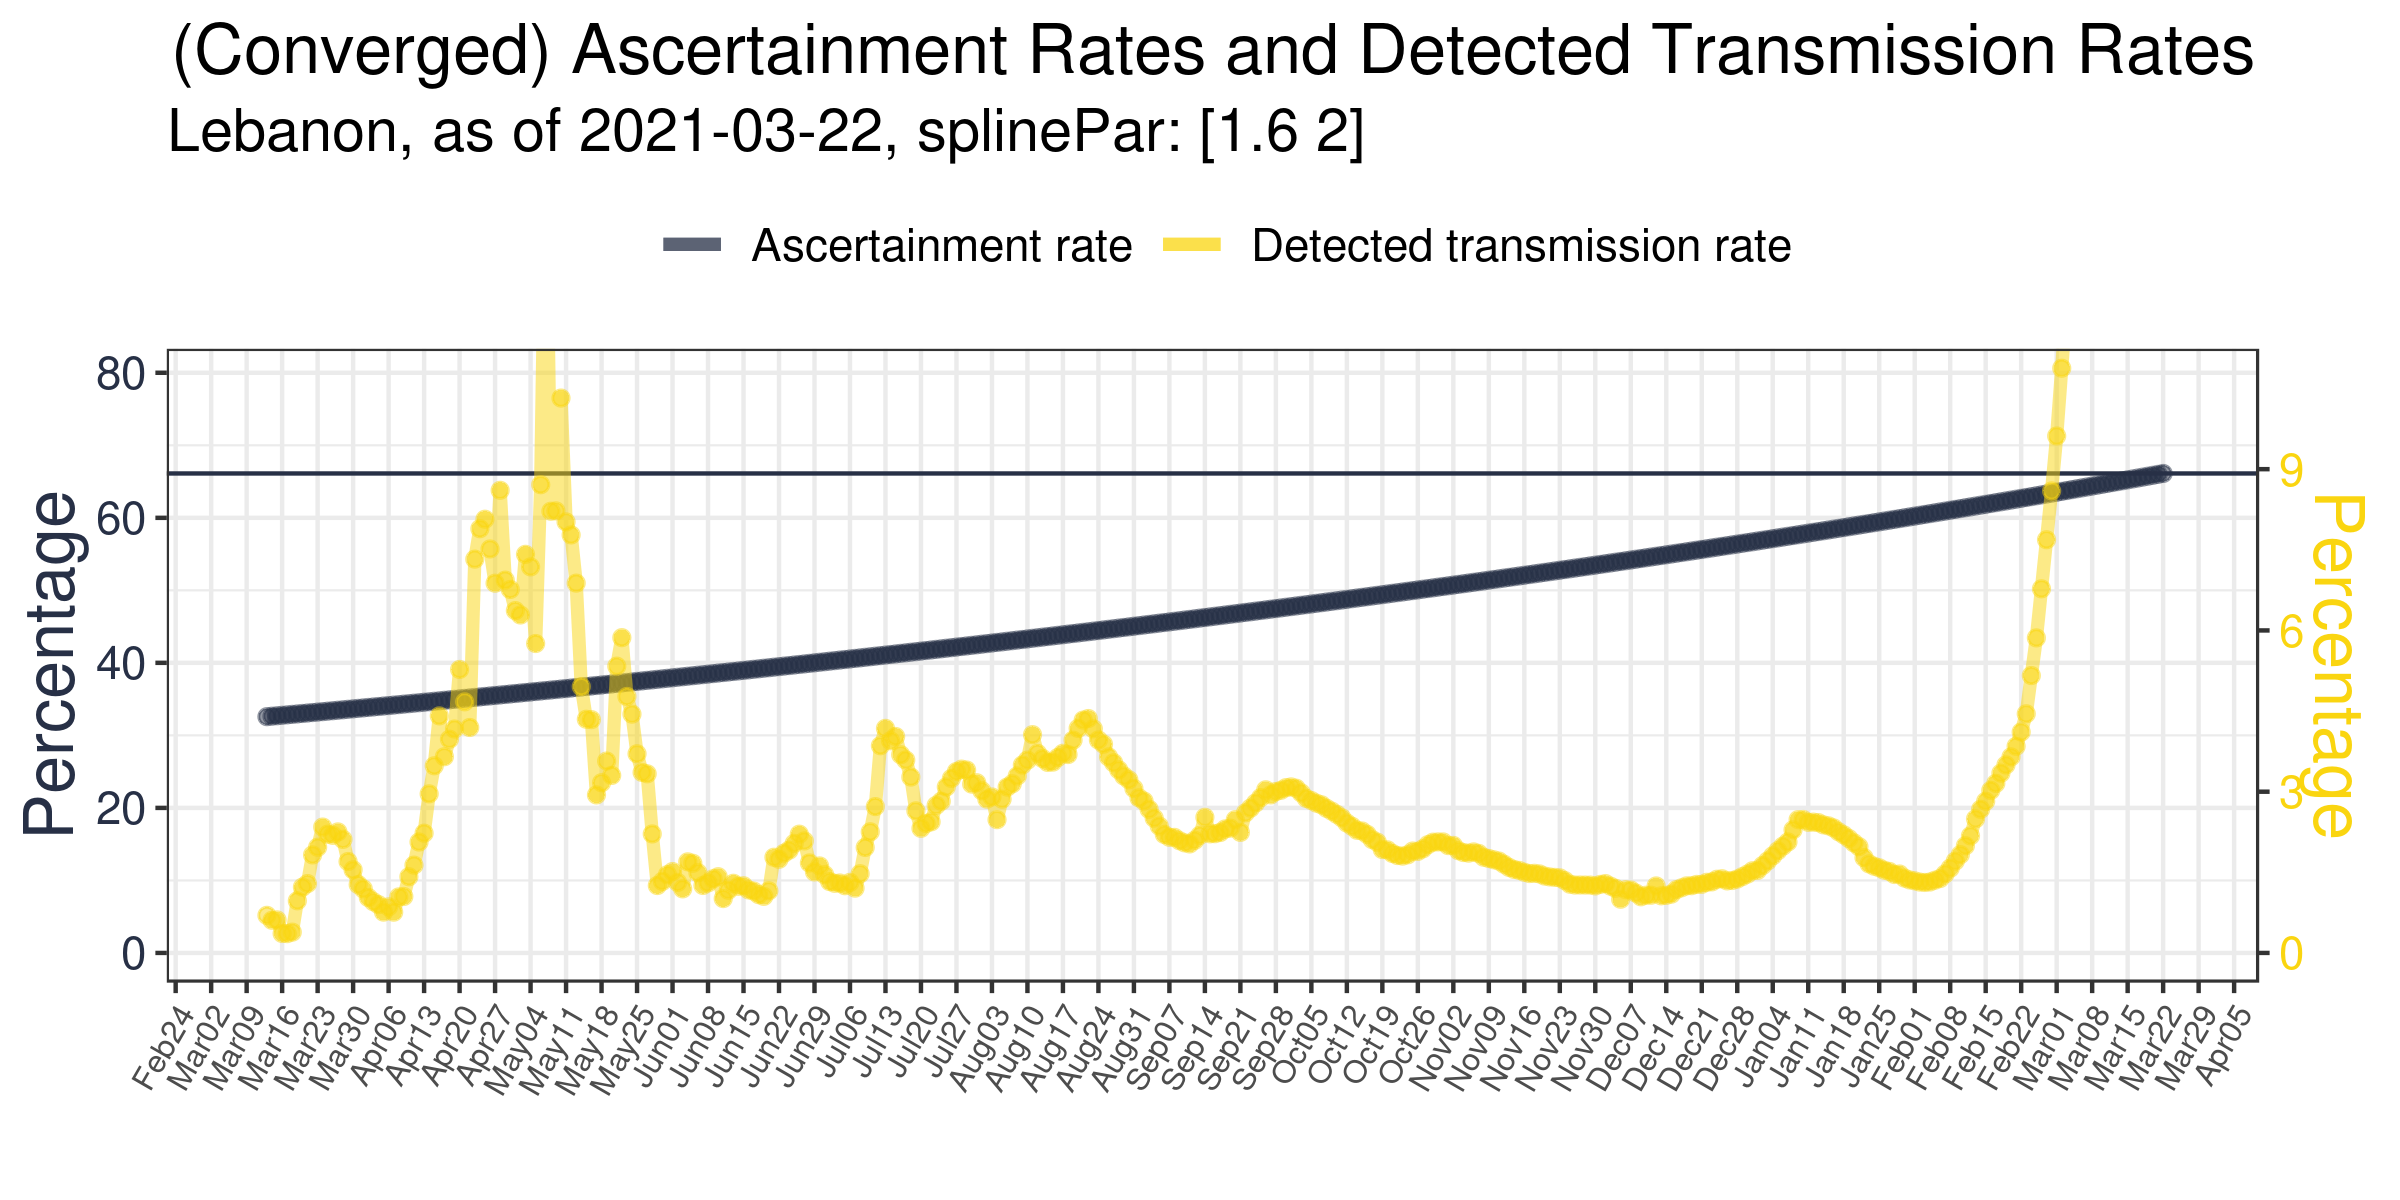 (Converged) Ascertainment Rates and Detected Transmission Rates
Lebanon, as of 2021-03-22, splinePar: [1.6 2]
Ascertainment rate
Detected transmission rate
Percentage
80
60
40
20
0
9
6
3
0
Percentage
Feb24
Mar02
Mar09
Mar16
Mar23
Mar30
Apr06
Apr13
Apr20
Apr27
May04
May11
May18
May25
Jun01
Jun08
Jun15
Jun22
Jun29
Jul06
Jul13
Jul20
Jul27
Aug03
Aug10
Aug17
Aug24
Aug31
Sep07
Sep14
Sep21
Sep28
Oct05
Oct12
Oct19
Oct26
Nov02
Nov09
Nov16
Nov23
Nov30
Dec07
Dec14
Dec21
Dec28
Jan04
Jan11
Jan18
Jan25
Feb01
Feb08
Feb15
Feb22
Mar01
Mar08
Mar15
Mar22
Mar29
Apr05